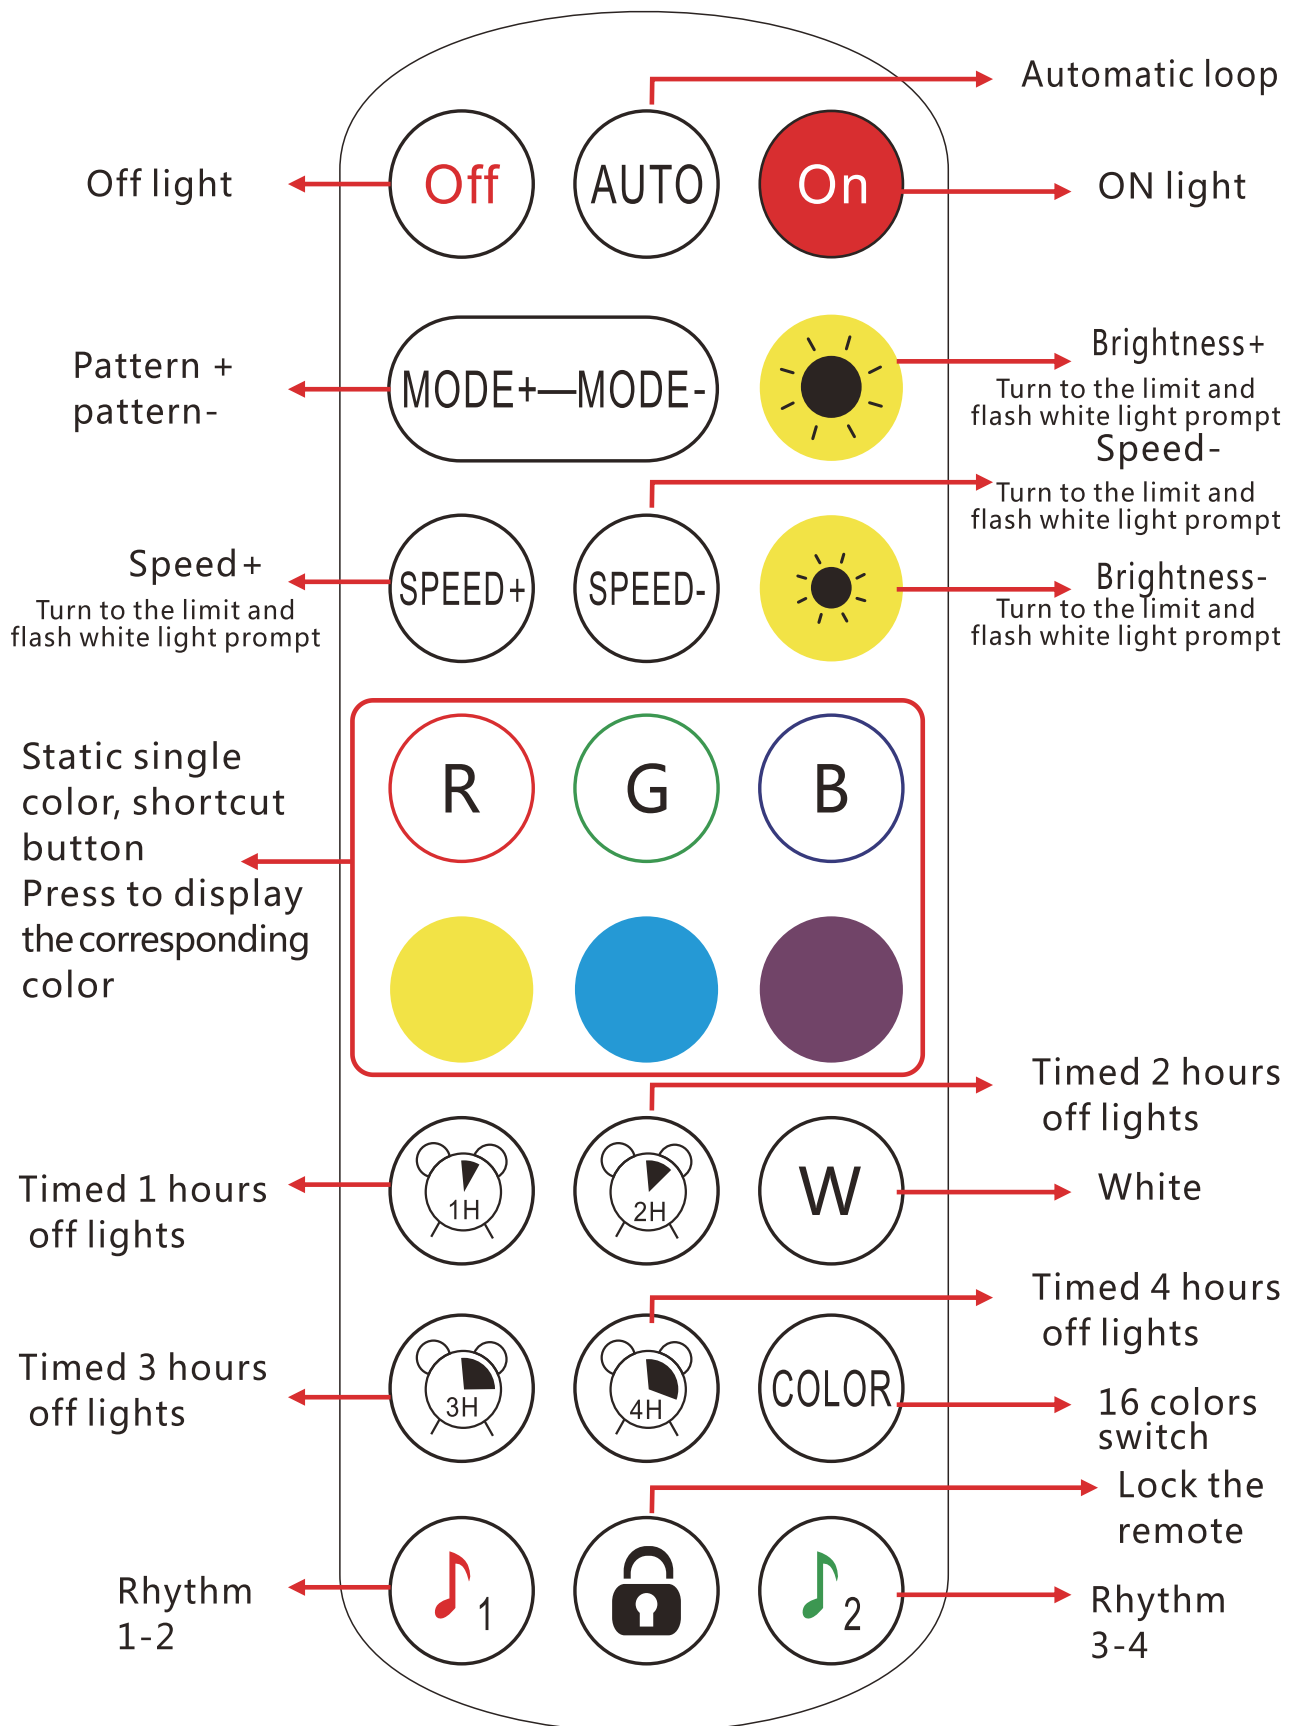 Automatic loop
Off light
Off
AUTO
On
ON light
Pattern +
pattern-
MODE+—MODE-
Brightness+
Turn to the limit and
flash white light prompt
Speed-
Turn to the limit and
flash white light prompt
Speed+
Turn to the limit and
flash white light prompt
SPEED+
SPEED-
Brightness-
Turn to the limit and
flash white light prompt
Static single
color, shortcut
button
Press to display
the corresponding
color
R
G
B
Timed 2 hours
off lights
Timed 1 hours
off lights
1H
2H
W
White
Timed 4 hours
off lights
Timed 3 hours
off lights
3H
4H
COLOR
16 colors
switch
Lock the
remote
Rhythm
1-2
1
2
Rhythm
3-4